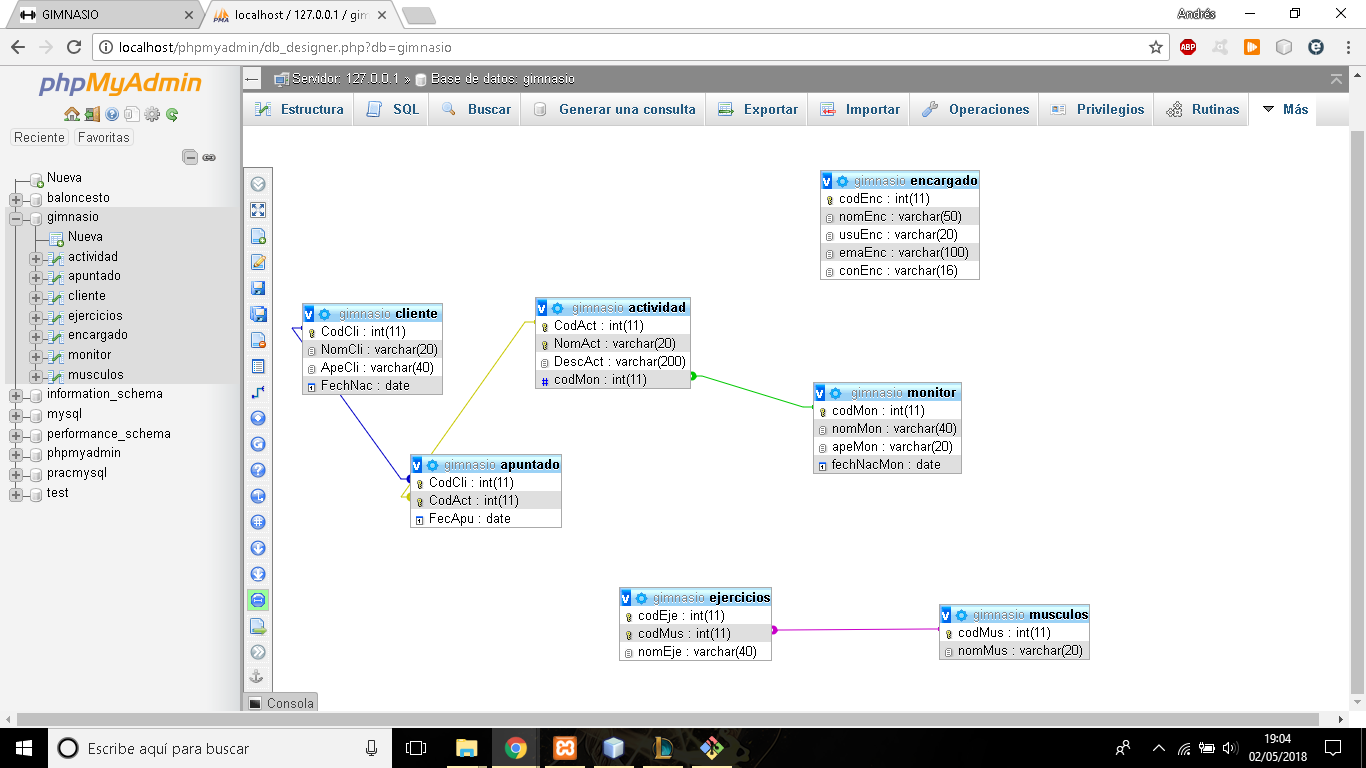 GIMNASIO
localhost / 127.0.0.1 / gim
Andrés
localhost/phpmyadmin/db_designer.php?db=gimnasio
ABP
phpMyAdmin
Reciente
Favoritas
Nueva
baloncesto
gimnasio
Nueva
actividad
apuntado
cliente
ejercicios
encargado
monitor
musculos
information_schema
mysql
performance_schema
phpmyadmin
pracmysql
test
Servidor: 127.0.0.1 » Base de datos: gimnasio
Estructura
SQL
Buscar
Generar una consulta
Exportar
Importar
Operaciones
Privilegios
Rutinas
Más
v gimnasio encargado
codEnc : int(11)
nomEnc : varchar(50)
usuEnc : varchar(20)
emaEnc : varchar(100)
conEnc : varchar(16)
v gimnasio cliente
CodCli : int(11)
NomCli : varchar(20)
ApeCli : varchar(40)
FechNac : date
v gimnasio actividad
CodAct : int(11)
NomAct : varchar(20)
DescAct : varchar(200)
# codMon : int(11)
v gimnasio monitor
codMon : int(11)
nomMon : varchar(40)
apeMon : varchar(20)
fechNacMon : date
v gimnasio apuntado
CodCli : int(11)
CodAct : int(11)
FecApu : date
v gimnasio ejercicios
codEje : int(11)
codMus : int(11)
nomEje : varchar(40)
v gimnasio musculos
codMus : int(11)
nomMus : varchar(20)
Consola
Escribe aquí para buscar
19:04
02/05/2018